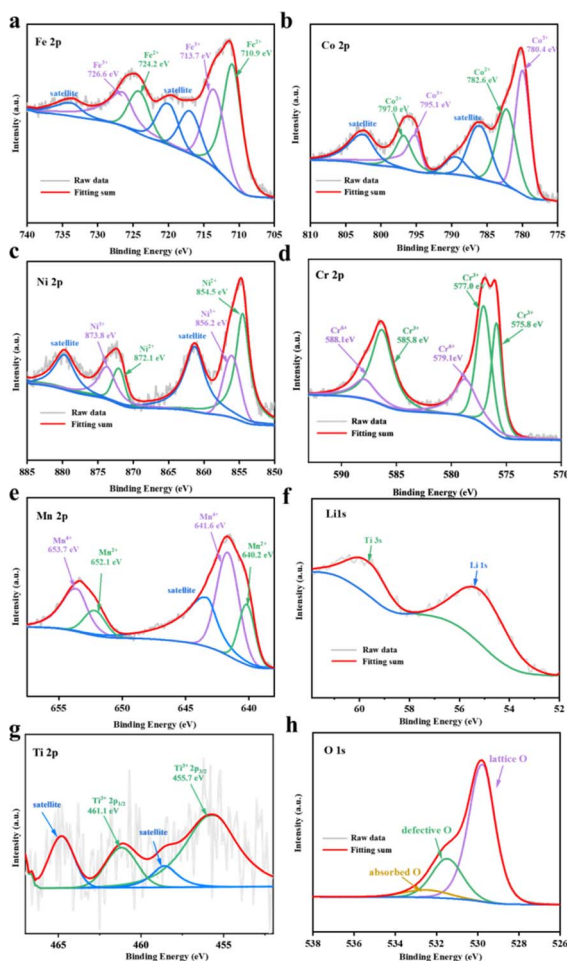 a
Fe 2p
Fe³⁺
726.6 eV
Fe²⁺
724.2 eV
satellite
satellite
Fe³⁺
713.7 eV
Fe²⁺
710.9 eV
Raw data
Fitting sum
Intensity (a.u.)
740 735 730 725 720 715 710 705
Binding Energy (eV)
b
Co 2p
satellite
Co²⁺
797.0 eV
Co³⁺
795.1 eV
satellite
Co²⁺
782.6 eV
Co³⁺
780.4 eV
Raw data
Fitting sum
Intensity (a.u.)
810 805 800 795 790 785 780 775
Binding Energy (eV)
c
Ni 2p
satellite
Ni³⁺
873.8 eV
Ni²⁺
872.1 eV
satellite
Ni³⁺
856.2 eV
Ni²⁺
854.5 eV
Raw data
Fitting sum
Intensity (a.u.)
885 880 875 870 865 860 855 850
Binding Energy (eV)
d
Cr 2p
Cr⁶⁺
588.1eV
Cr³⁺
585.8 eV
Cr⁶⁺
579.1eV
Cr³⁺
577.0 eV
Cr³⁺
575.8 eV
Raw data
Fitting sum
Intensity (a.u.)
590 585 580 575 570
Binding Energy (eV)
e
Mn 2p
Mn⁴⁺
653.7 eV
Mn²⁺
652.1 eV
satellite
Mn⁴⁺
641.6 eV
Mn²⁺
640.2 eV
Raw data
Fitting sum
Intensity (a.u.)
655 650 645 640
Binding Energy (eV)
f
Li1s
Ti 3s
Li 1s
Raw data
Fitting sum
Intensity (a.u.)
60 58 56 54 52
Binding Energy (eV)
g
Ti 2p
satellite
Ti³⁺ 2p₁/₂
461.1 eV
satellite
Ti³⁺ 2p₃/₂
455.7 eV
Intensity (a.u.)
465 460 455
Binding Energy (eV)
h
O 1s
lattice O
defective O
absorbed O
Raw data
Fitting sum
Intensity (a.u.)
538 536 534 532 530 528 526
Binding Energy (eV)